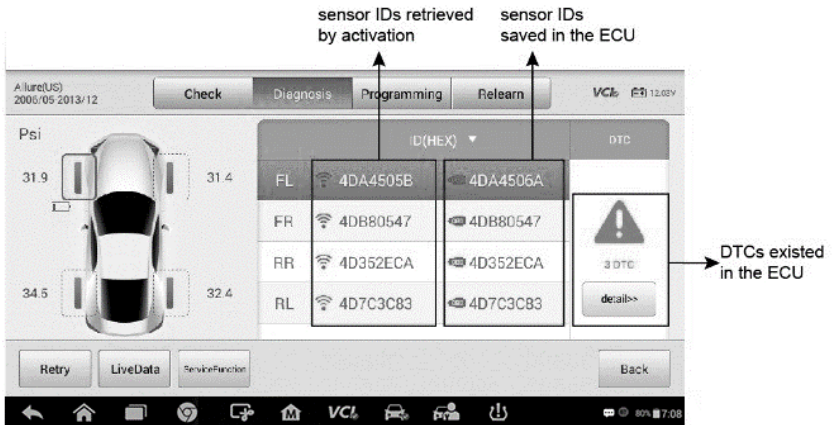 sensor IDs retrieved
by activation
sensor IDs
saved in the ECU
Allure(US)
2006/05-2013/12
Check
Diagnosis
Programming
Relearn
VCI
12.03V
Psi
31.9
31.4
34.5
32.4
ID(HEX) ▼
DTC
FL 4DA4505B 4DA4506A
FR 4DB80547 4DB80547
RR 4D352ECA 4D352ECA
RL 4D7C3C83 4D7C3C83
3 DTC
detail>>
DTCs existed
in the ECU
Retry
LiveData
ServiceFunction
Back
VCI
80% 7:08